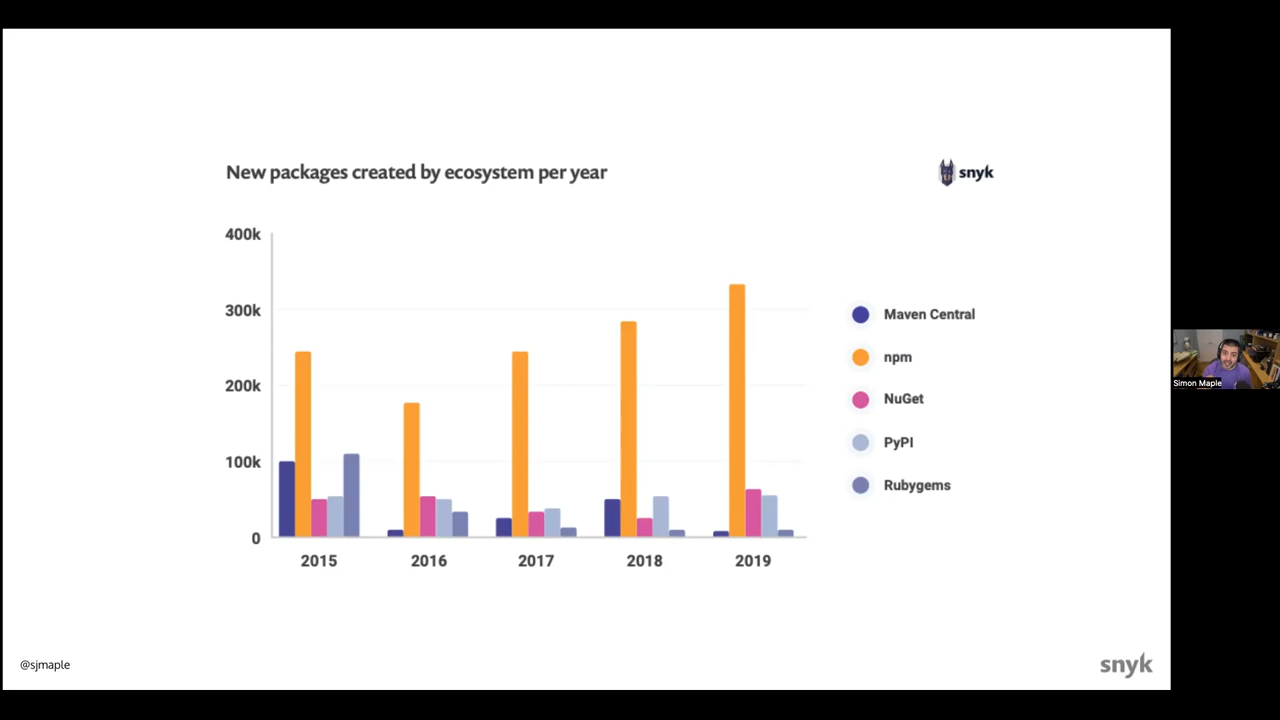 New packages created by ecosystem per year
snyk
400k
300k
200k
100k
0
2015 2016 2017 2018 2019
Maven Central
npm
NuGet
PyPI
Rubygems
Simon Maple
@sjmaple
snyk